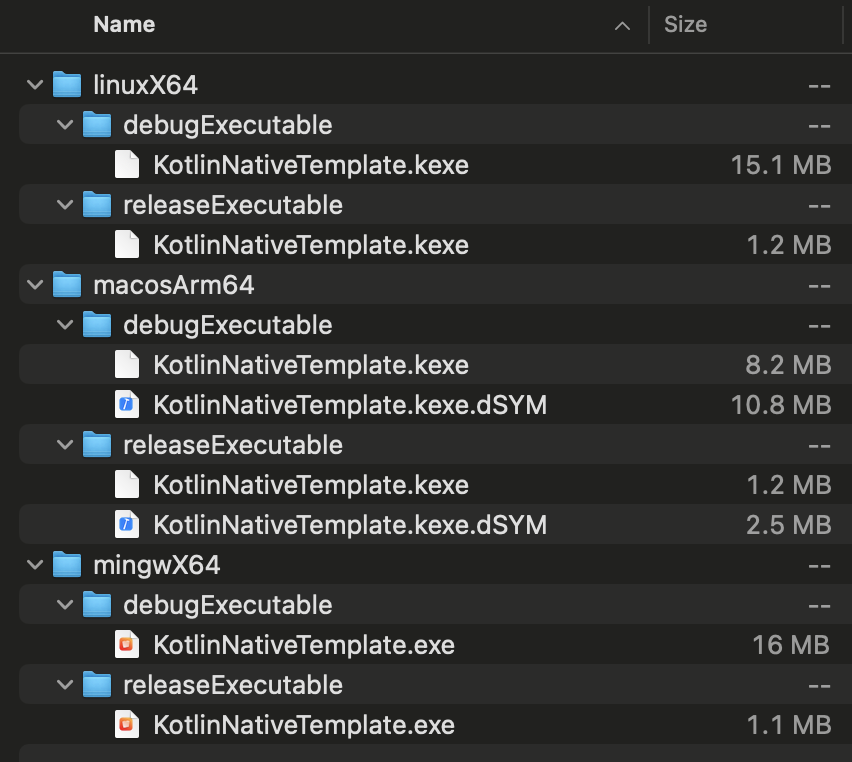 Name Size
linuxX64 --
debugExecutable --
KotlinNativeTemplate.kexe 15.1 MB
releaseExecutable --
KotlinNativeTemplate.kexe 1.2 MB
macosArm64 --
debugExecutable --
KotlinNativeTemplate.kexe 8.2 MB
KotlinNativeTemplate.kexe.dSYM 10.8 MB
releaseExecutable --
KotlinNativeTemplate.kexe 1.2 MB
KotlinNativeTemplate.kexe.dSYM 2.5 MB
mingwX64 --
debugExecutable --
KotlinNativeTemplate.exe 16 MB
releaseExecutable --
KotlinNativeTemplate.exe 1.1 MB